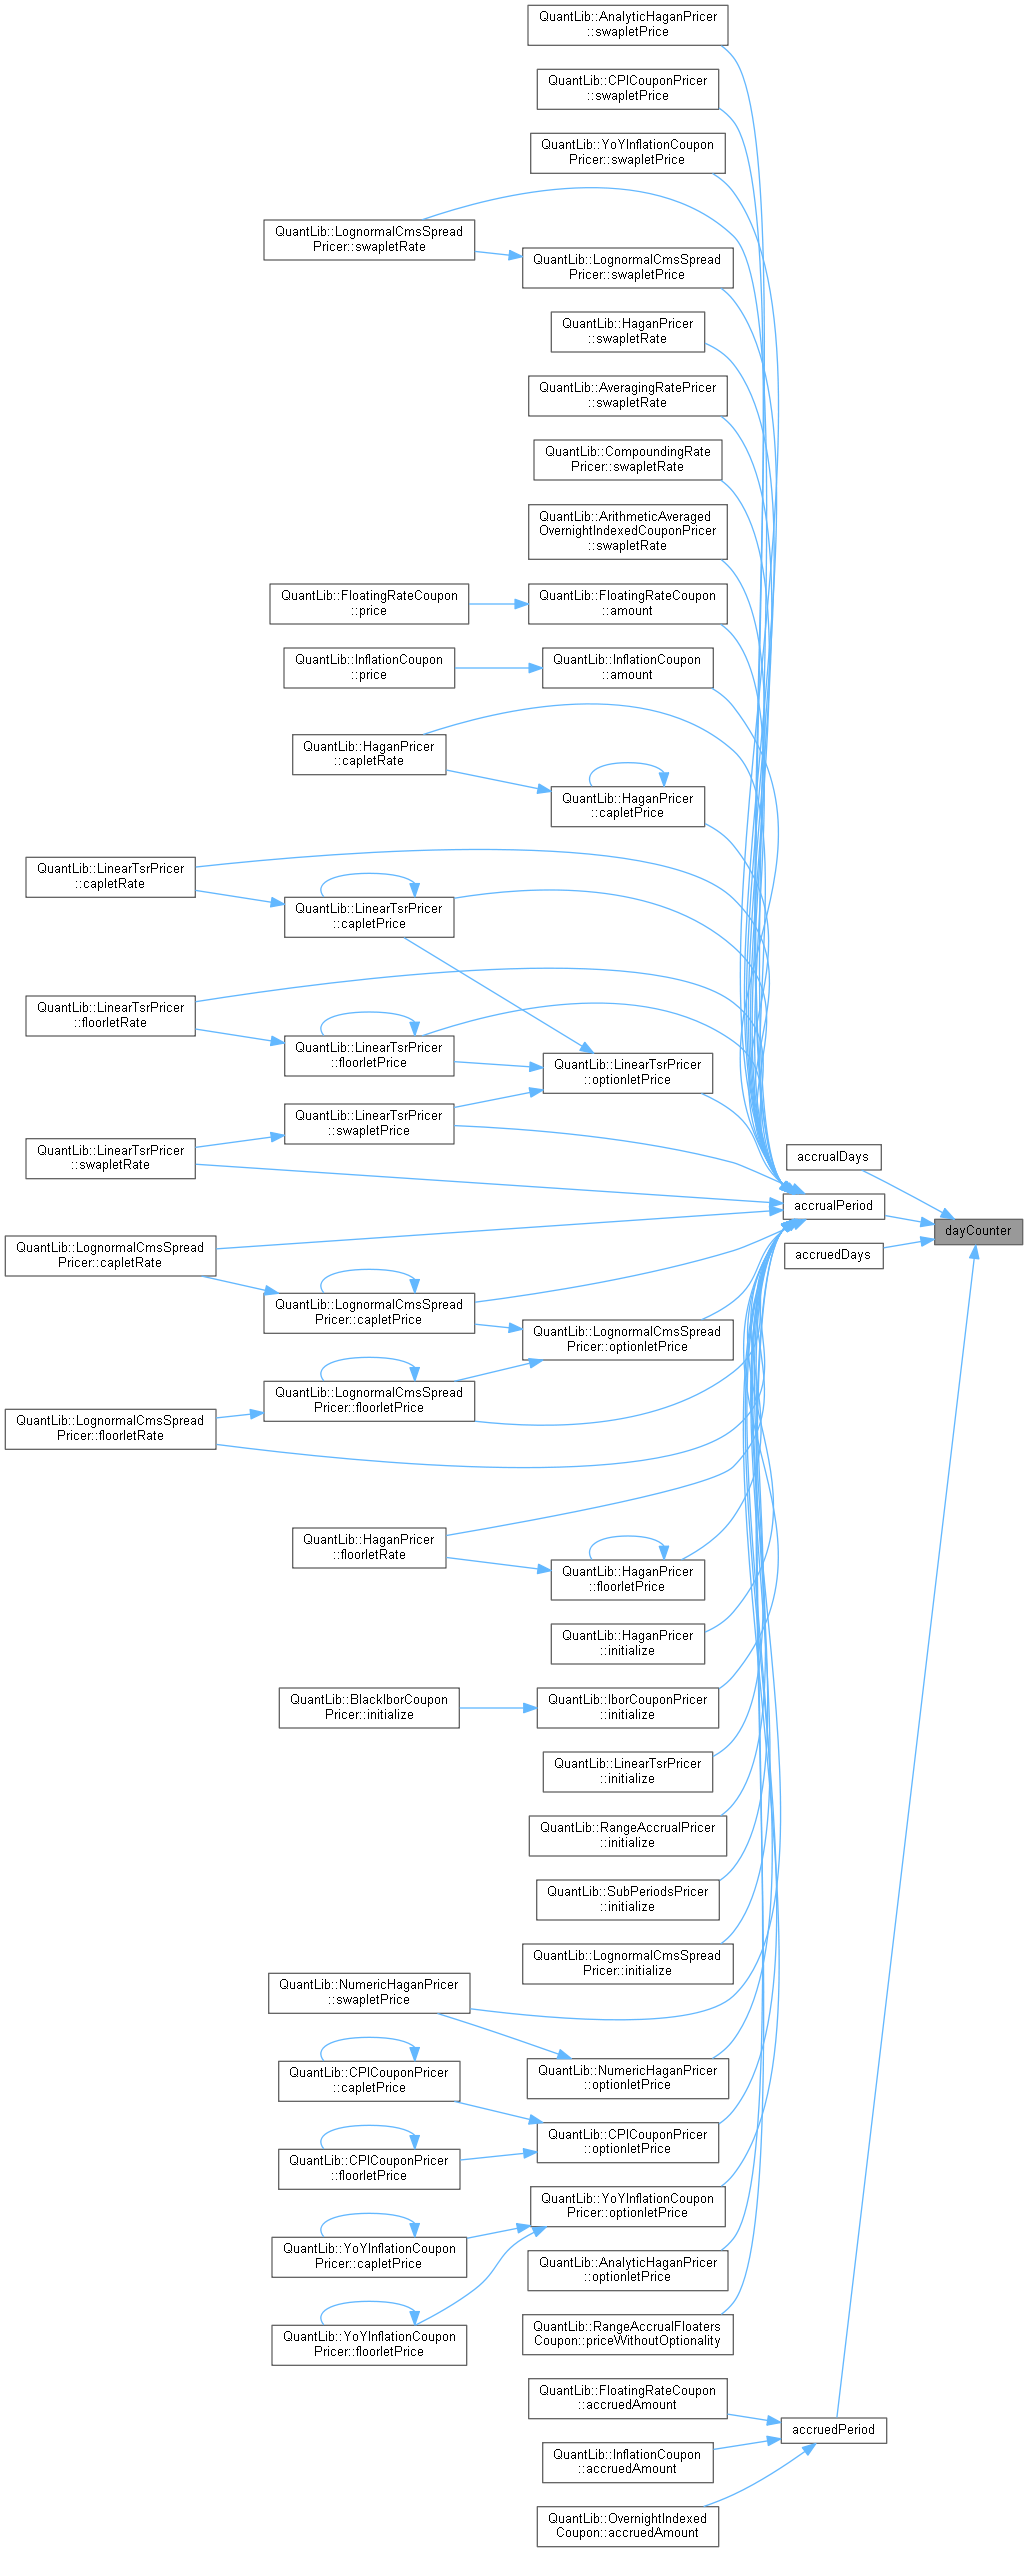 QuantLib::AnalyticHaganPricer
::swapletPrice
QuantLib::CPICouponPricer
::swapletPrice
QuantLib::YoYInflationCoupon
Pricer::swapletPrice
QuantLib::LognormalCmsSpread
Pricer::swapletRate
QuantLib::LognormalCmsSpread
Pricer::swapletPrice
QuantLib::HaganPricer
::swapletRate
QuantLib::AveragingRatePricer
::swapletRate
QuantLib::CompoundingRate
Pricer::swapletRate
QuantLib::ArithmeticAveraged
OvernightIndexedCouponPricer
::swapletRate
QuantLib::FloatingRateCoupon
::price
QuantLib::FloatingRateCoupon
::amount
QuantLib::InflationCoupon
::price
QuantLib::InflationCoupon
::amount
QuantLib::HaganPricer
::capletRate
QuantLib::HaganPricer
::capletPrice
QuantLib::LinearTsrPricer
::capletRate
QuantLib::LinearTsrPricer
::capletPrice
QuantLib::LinearTsrPricer
::floorletRate
QuantLib::LinearTsrPricer
::floorletPrice
QuantLib::LinearTsrPricer
::optionletPrice
QuantLib::LinearTsrPricer
::swapletPrice
QuantLib::LinearTsrPricer
::swapletRate
accrualDays
accrualPeriod
dayCounter
accruedDays
QuantLib::LognormalCmsSpread
Pricer::capletRate
QuantLib::LognormalCmsSpread
Pricer::capletPrice
QuantLib::LognormalCmsSpread
Pricer::optionletPrice
QuantLib::LognormalCmsSpread
Pricer::floorletPrice
QuantLib::LognormalCmsSpread
Pricer::floorletRate
QuantLib::HaganPricer
::floorletRate
QuantLib::HaganPricer
::floorletPrice
QuantLib::HaganPricer
::initialize
QuantLib::BlackIborCoupon
Pricer::initialize
QuantLib::IborCouponPricer
::initialize
QuantLib::LinearTsrPricer
::initialize
QuantLib::RangeAccrualPricer
::initialize
QuantLib::SubPeriodsPricer
::initialize
QuantLib::LognormalCmsSpread
Pricer::initialize
QuantLib::NumericHaganPricer
::swapletPrice
QuantLib::NumericHaganPricer
::optionletPrice
QuantLib::CPICouponPricer
::capletPrice
QuantLib::CPICouponPricer
::optionletPrice
QuantLib::CPICouponPricer
::floorletPrice
QuantLib::YoYInflationCoupon
Pricer::optionletPrice
QuantLib::YoYInflationCoupon
Pricer::capletPrice
QuantLib::AnalyticHaganPricer
::optionletPrice
QuantLib::YoYInflationCoupon
Pricer::floorletPrice
QuantLib::RangeAccrualFloaters
Coupon::priceWithoutOptionality
QuantLib::FloatingRateCoupon
::accruedAmount
accruedPeriod
QuantLib::InflationCoupon
::accruedAmount
QuantLib::OvernightIndexed
Coupon::accruedAmount